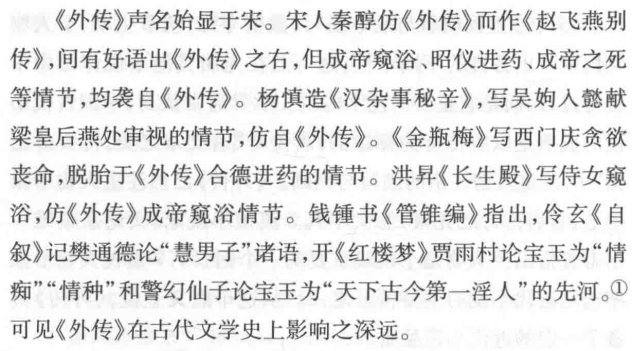 《外传》声名始显于宋。宋人秦醇仿《外传》而作《赵飞燕别
传》,间有好语出《外传》之右,但成帝窥浴、昭仪进药、成帝之死
等情节,均袭自《外传》。杨慎造《汉杂事秘辛》,写吴姁入懿献
梁皇后燕处审视的情节,仿自《外传》。《金瓶梅》写西门庆贪欲
丧命,脱胎于《外传》合德进药的情节。洪昇《长生殿》写侍女窥
浴,仿《外传》成帝窥浴情节。钱锺书《管锥编》指出,伶玄《自
叙》记樊通德论“慧男子”诸语,开《红楼梦》贾雨村论宝玉为“情
痴”“情种”和警幻仙子论宝玉为“天下古今第一淫人”的先河。①
可见《外传》在古代文学史上影响之深远。